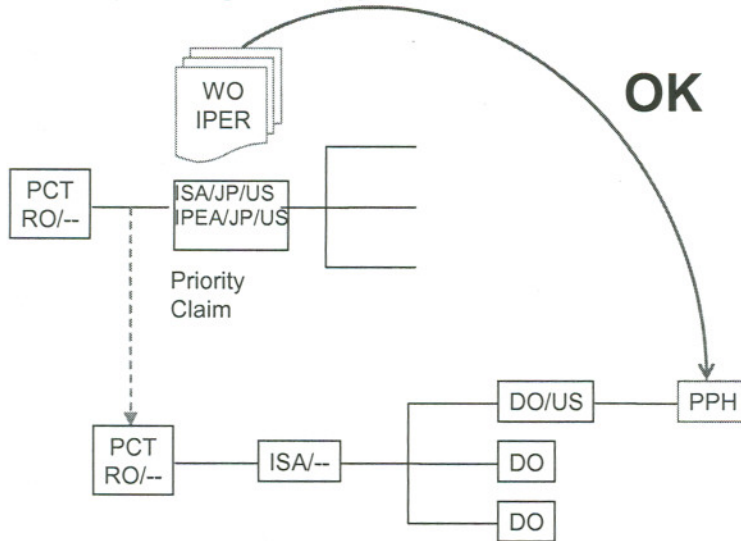 WO
IPER
OK
PCT
RO/--
ISA/JP/US
IPEA/JP/US
Priority
Claim
DO/US
PPH
PCT
RO/--
ISA/--
DO
DO